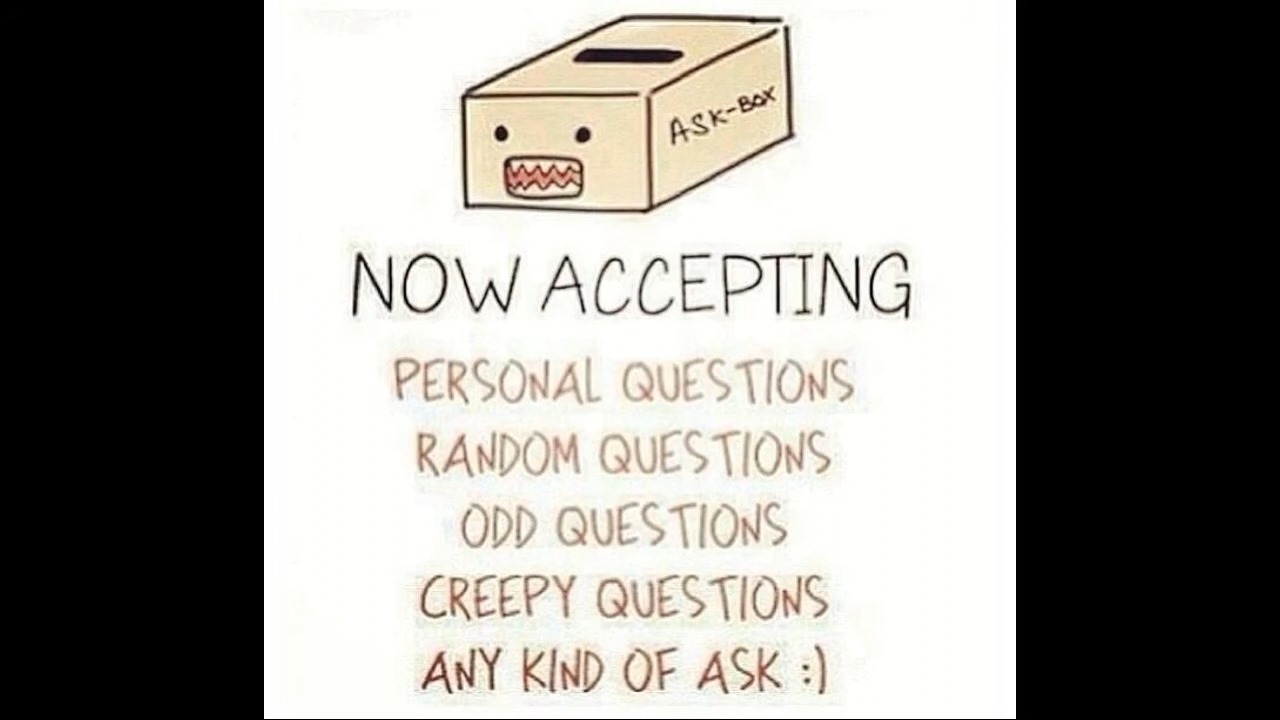 ASK-BOX
NOW ACCEPTING
PERSONAL QUESTIONS
RANDOM QUESTIONS
ODD QUESTIONS
CREEPY QUESTIONS
ANY KIND OF ASK :)